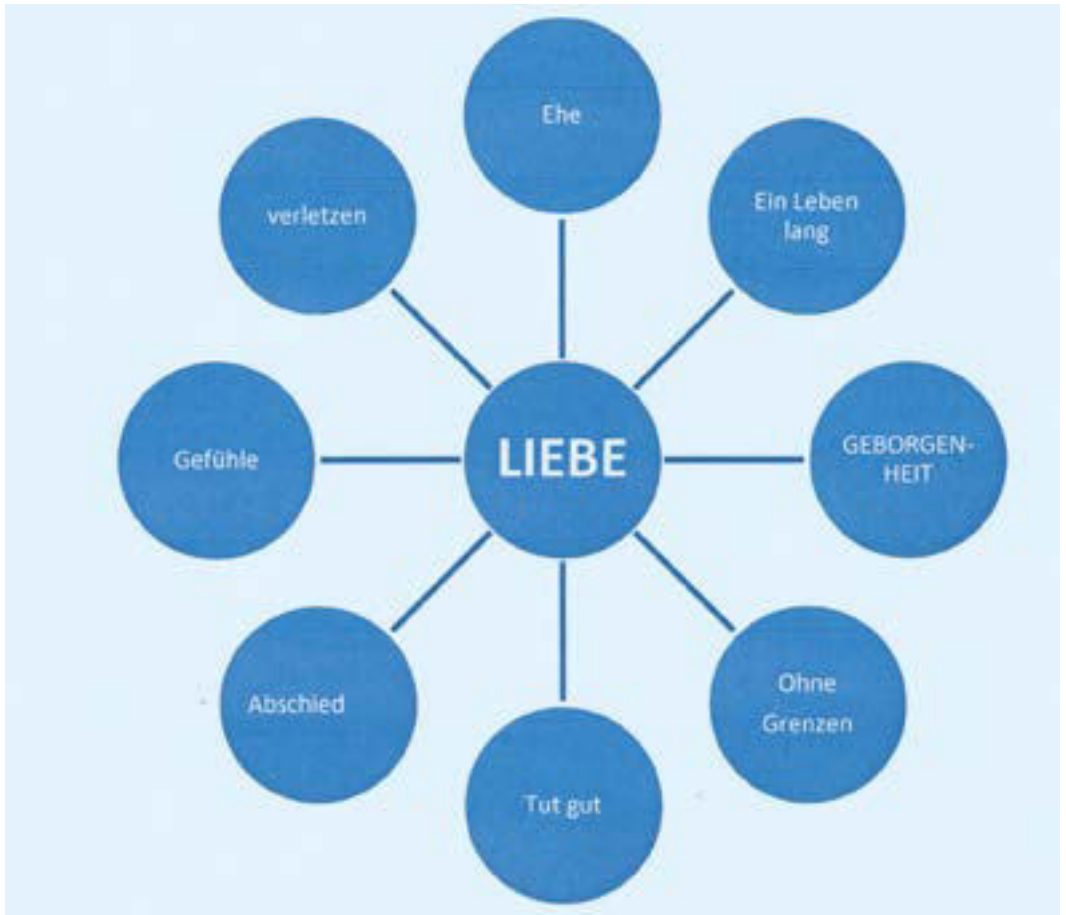 Ehe
verletzen
Ein Leben
lang
Gefühle
LIEBE
GEBORGEN-
HEIT
Abschied
Ohne
Grenzen
Tut gut